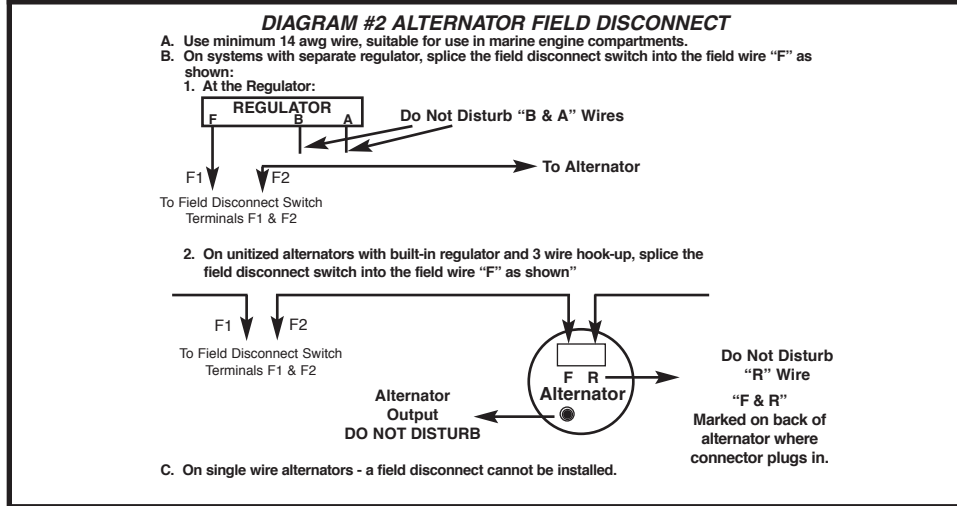 DIAGRAM #2 ALTERNATOR FIELD DISCONNECT
A. Use minimum 14 awg wire, suitable for use in marine engine compartments.
B. On systems with separate regulator, splice the field disconnect switch into the field wire “F” as
shown:
1. At the Regulator:
REGULATOR
F B A
Do Not Disturb “B & A” Wires
To Alternator
F1 F2
To Field Disconnect Switch
Terminals F1 & F2
2. On unitized alternators with built-in regulator and 3 wire hook-up, splice the
field disconnect switch into the field wire “F” as shown”
F1 F2
To Field Disconnect Switch
Terminals F1 & F2
F R
Alternator
Do Not Disturb
“R” Wire
“F & R”
Marked on back of
alternator where
connector plugs in.
Alternator
Output
DO NOT DISTURB
C. On single wire alternators - a field disconnect cannot be installed.